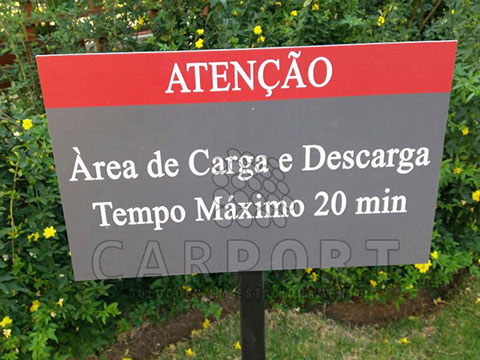 ATENÇÃO
Àrea de Carga e Descarga
Tempo Máximo 20 min
CARPORT